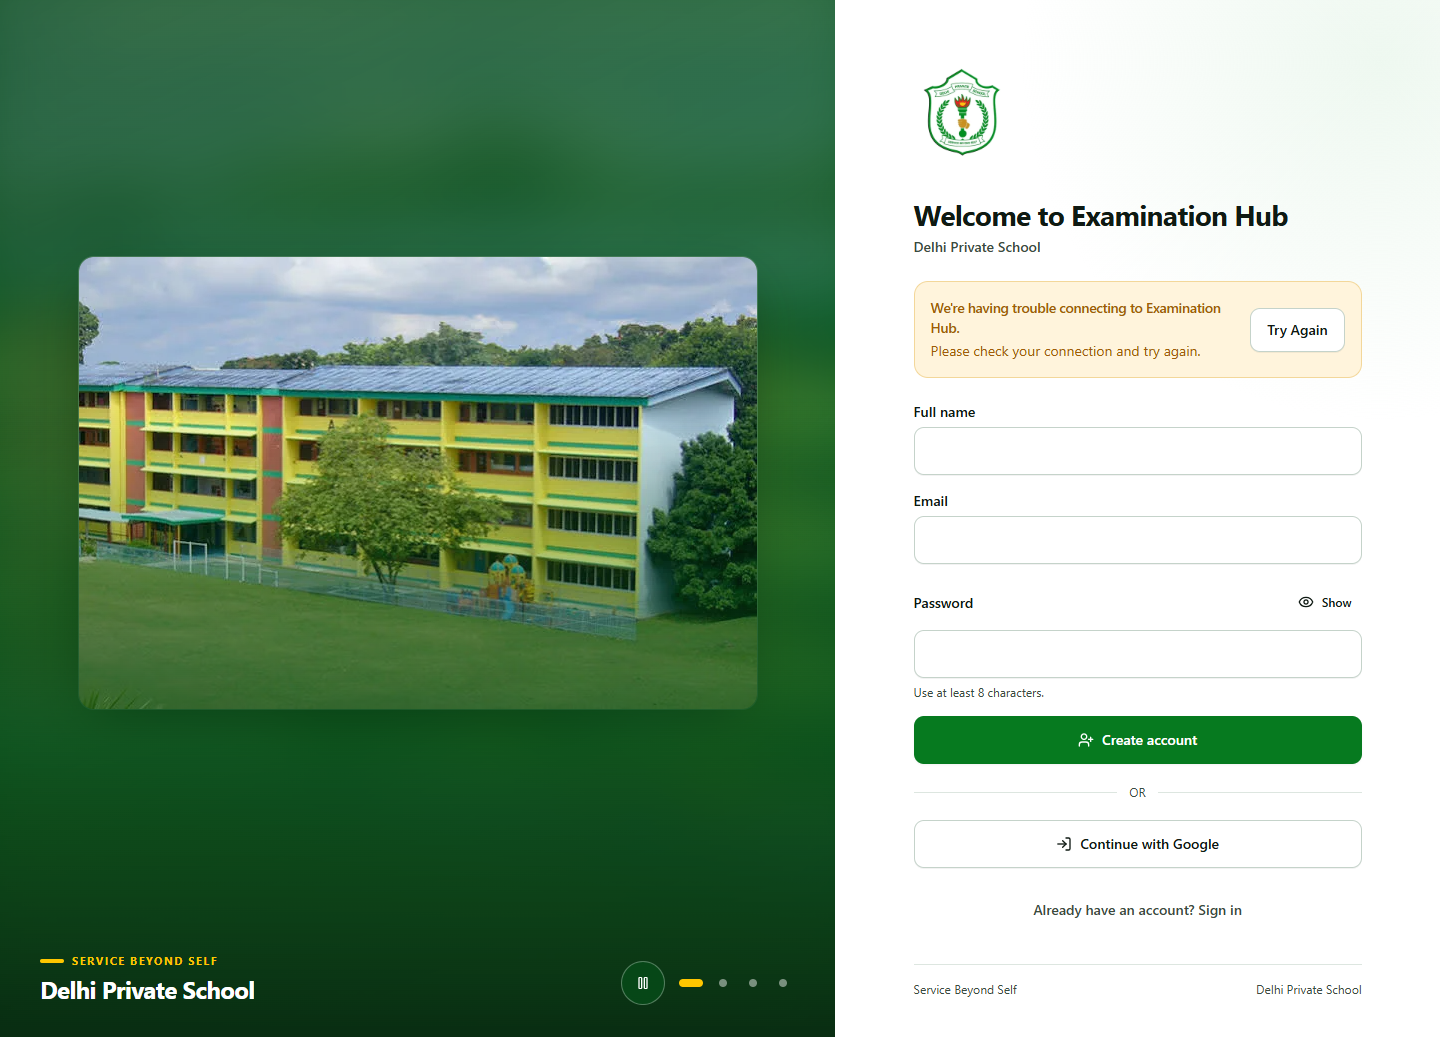 SERVICE BEYOND SELF
Delhi Private School
Welcome to Examination Hub
Delhi Private School
We're having trouble connecting to Examination
Hub.
Please check your connection and try again.
Try Again
Full name
Email
Password
Show
Use at least 8 characters.
Create account
OR
Continue with Google
Already have an account? Sign in
Service Beyond Self
Delhi Private School